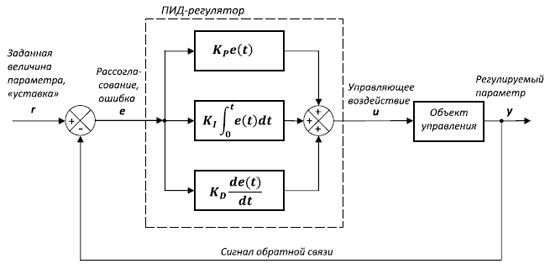 ПИД-регулятор
Заданная
величина
параметра,
«уставка»
r
Рассогла-
сование,
ошибка
e
+
-
K_P e(t)
K_I ∫_0^t e(t)dt
K_D de(t)/dt
+
+
+
Управляющее
воздействие
u
Объект
управления
Регулируемый
параметр
y
Сигнал обратной связи